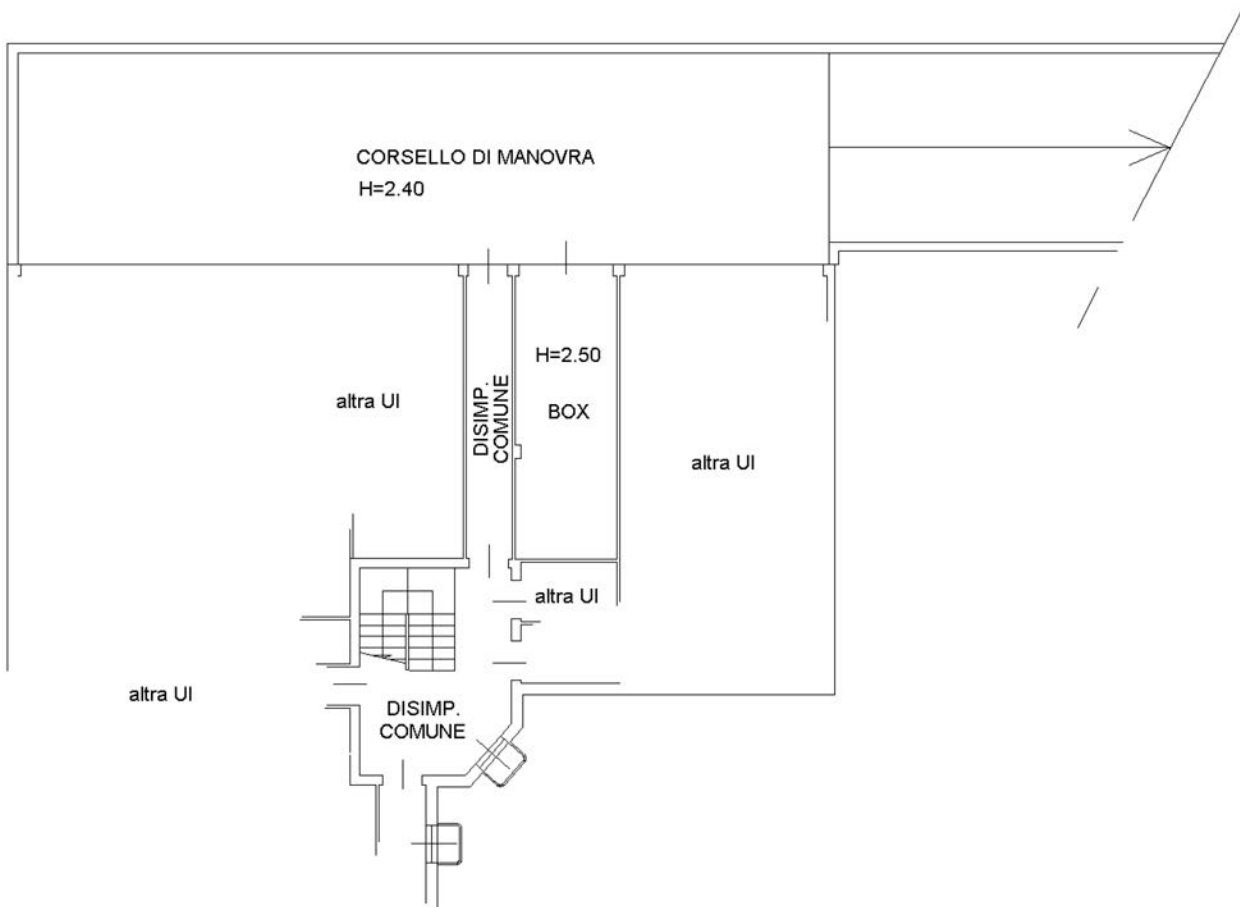 CORSELLO DI MANOVRA
H=2.40
H=2.50
BOX
DISIMP.
COMUNE
altra UI
altra UI
altra UI
altra UI
DISIMP.
COMUNE